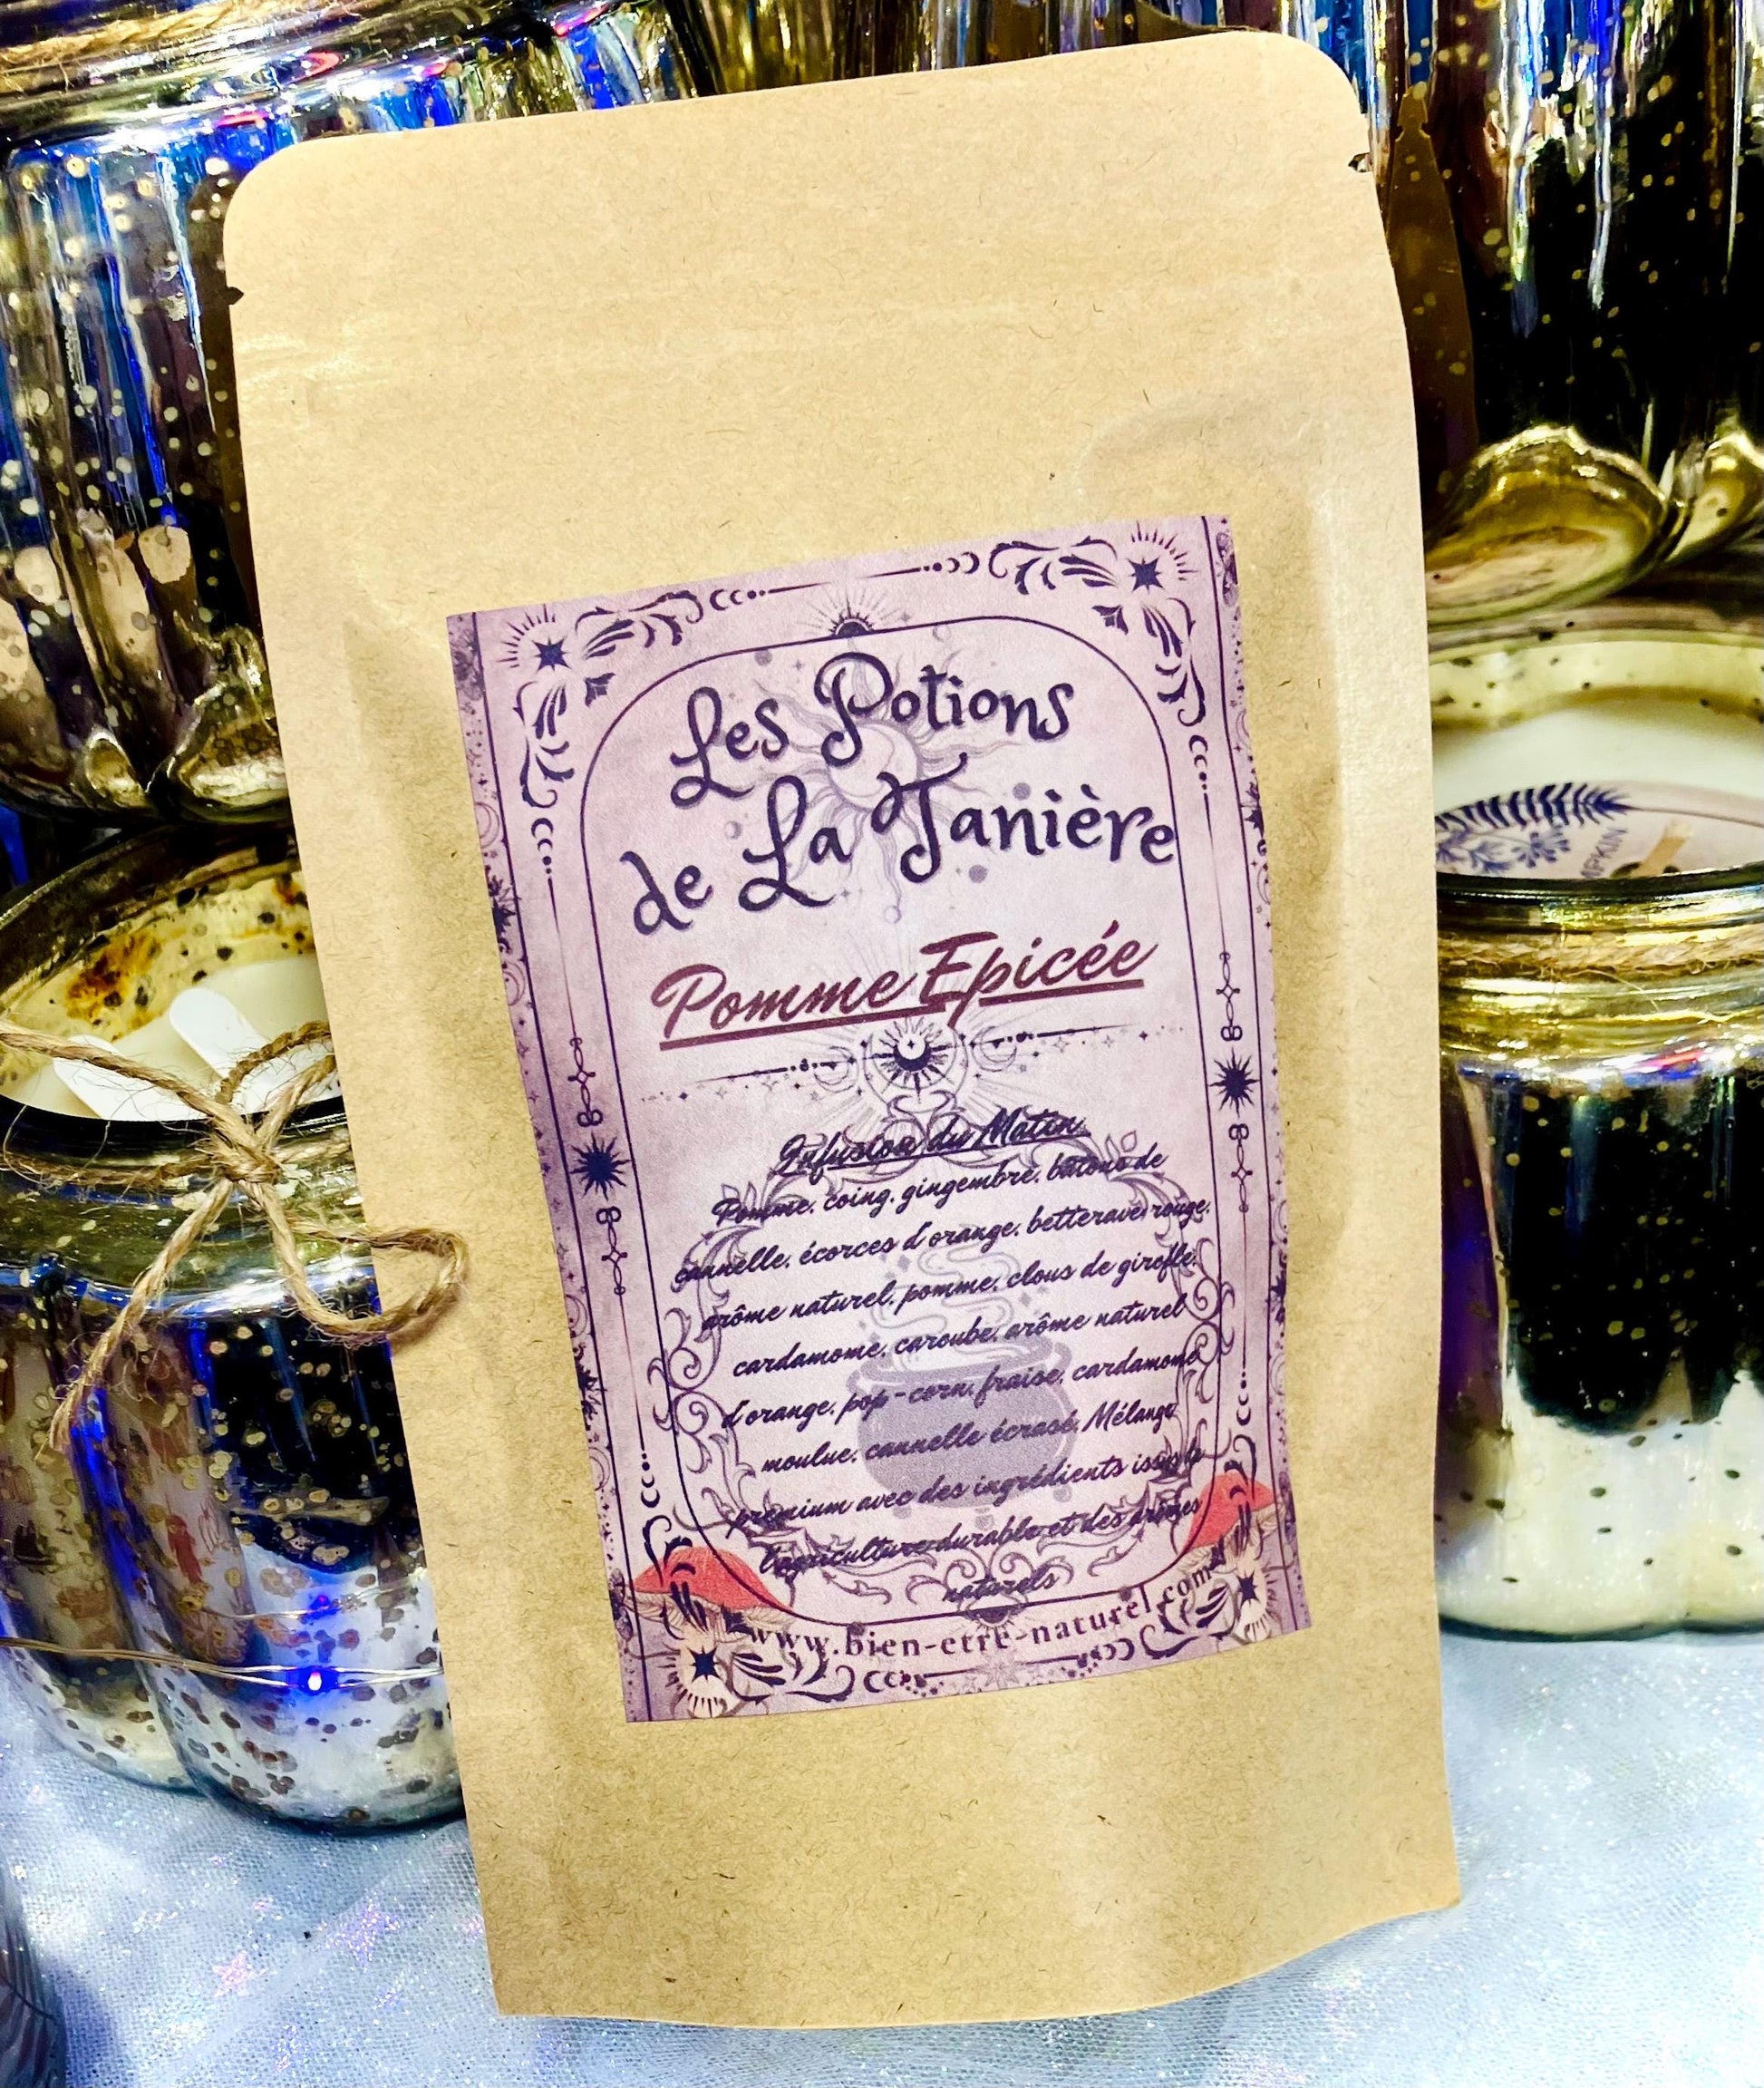 Les Potions
de La Tanière
Pomme Epicée
Infusion du Matin
Pomme, coing, gingembre, bâtons de
cannelle, écorces d'orange, betterave rouge,
arôme naturel, pomme, clous de girofle,
cardamome, caroube, arôme naturel
d'orange, pop-corn, fraise, cardamome
moulue, cannelle écrasé, Mélange
premium avec des ingrédients issus de
l'agriculture durable et des arômes
naturels
www.bien-etre-naturel.com